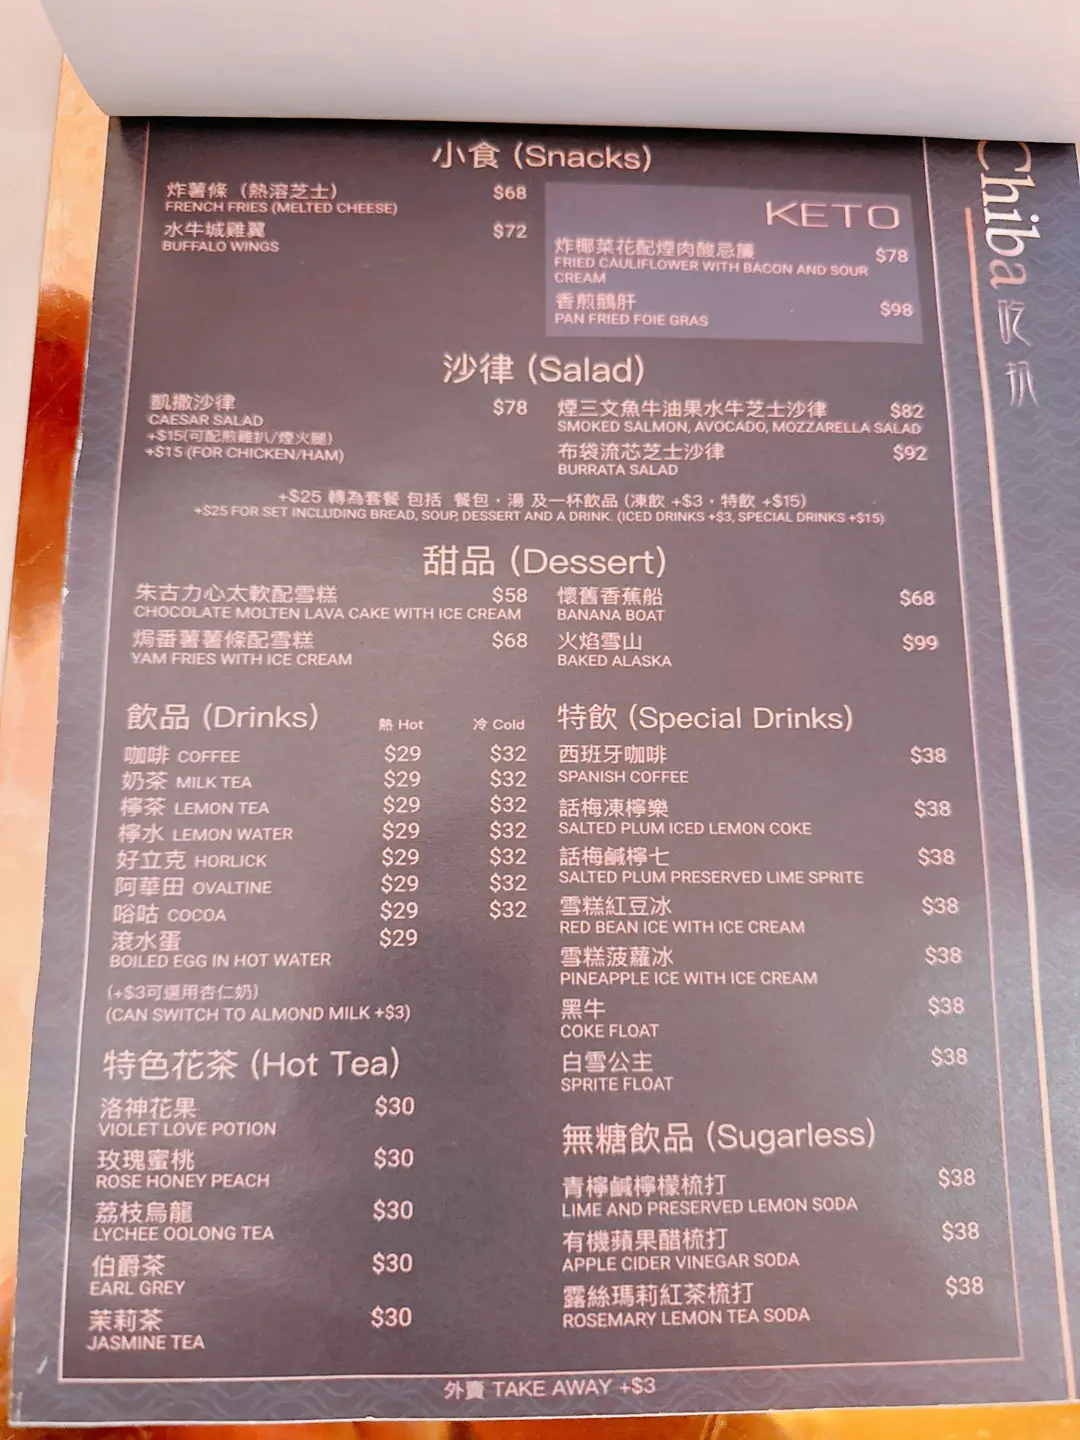 Chiba 吃扒
小食 (Snacks)
炸薯條 (熱溶芝士) $68
FRENCH FRIES (MELTED CHEESE)
水牛城雞翼 $72
BUFFALO WINGS
KETO
炸椰菜花配煙肉酸忌簾 $78
FRIED CAULIFLOWER WITH BACON AND SOUR
CREAM
香煎鵝肝 $98
PAN FRIED FOIE GRAS
沙律 (Salad)
凱撒沙律 $78
CAESAR SALAD
+$15(可配煎雞扒/煙火腿)
+$15 (FOR CHICKEN/HAM)
煙三文魚牛油果水牛芝士沙律 $82
SMOKED SALMON, AVOCADO, MOZZARELLA SALAD
布袋流芯芝士沙律 $92
BURRATA SALAD
+$25 轉為套餐 包括 餐包，湯 及一杯飲品 (凍飲 +$3，特飲 +$15)
+$25 FOR SET INCLUDING BREAD, SOUP, DESSERT AND A DRINK. (ICED DRINKS +$3, SPECIAL DRINKS +$15)
甜品 (Dessert)
朱古力心太軟配雪糕 $58
CHOCOLATE MOLTEN LAVA CAKE WITH ICE CREAM
焗番薯薯條配雪糕 $68
YAM FRIES WITH ICE CREAM
懷舊香蕉船 $68
BANANA BOAT
火焰雪山 $99
BAKED ALASKA
飲品 (Drinks) 熱 Hot 冷 Cold
咖啡 COFFEE $29 $32
奶茶 MILK TEA $29 $32
檸茶 LEMON TEA $29 $32
檸水 LEMON WATER $29 $32
好立克 HORLICK $29 $32
阿華田 OVALTINE $29 $32
唂咕 COCOA $29 $32
滾水蛋 $29
BOILED EGG IN HOT WATER
(+$3可選用杏仁奶)
(CAN SWITCH TO ALMOND MILK +$3)
特色花茶 (Hot Tea)
洛神花果 $30
VIOLET LOVE POTION
玫瑰蜜桃 $30
ROSE HONEY PEACH
荔枝烏龍 $30
LYCHEE OOLONG TEA
伯爵茶 $30
EARL GREY
茉莉茶 $30
JASMINE TEA
特飲 (Special Drinks)
西班牙咖啡 $38
SPANISH COFFEE
話梅凍檸樂 $38
SALTED PLUM ICED LEMON COKE
話梅鹹檸七 $38
SALTED PLUM PRESERVED LIME SPRITE
雪糕紅豆冰 $38
RED BEAN ICE WITH ICE CREAM
雪糕菠蘿冰 $38
PINEAPPLE ICE WITH ICE CREAM
黑牛 $38
COKE FLOAT
白雪公主 $38
SPRITE FLOAT
無糖飲品 (Sugarless)
青檸鹹檸檬梳打 $38
LIME AND PRESERVED LEMON SODA
有機蘋果醋梳打 $38
APPLE CIDER VINEGAR SODA
露絲瑪莉紅茶梳打 $38
ROSEMARY LEMON TEA SODA
外賣 TAKE AWAY +$3